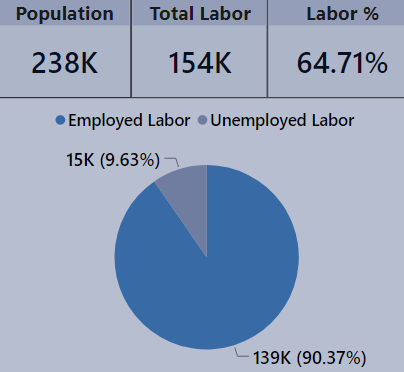 Population Total Labor Labor %
238K 154K 64.71%
Employed Labor Unemployed Labor
15K (9.63%)
139K (90.37%)